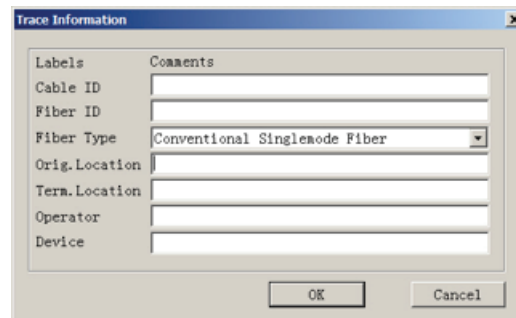 Trace Information
Labels Comments
Cable ID
Fiber ID
Fiber Type Conventional Singlemode Fiber
Orig.Location
Term.Location
Operator
Device
OK Cancel